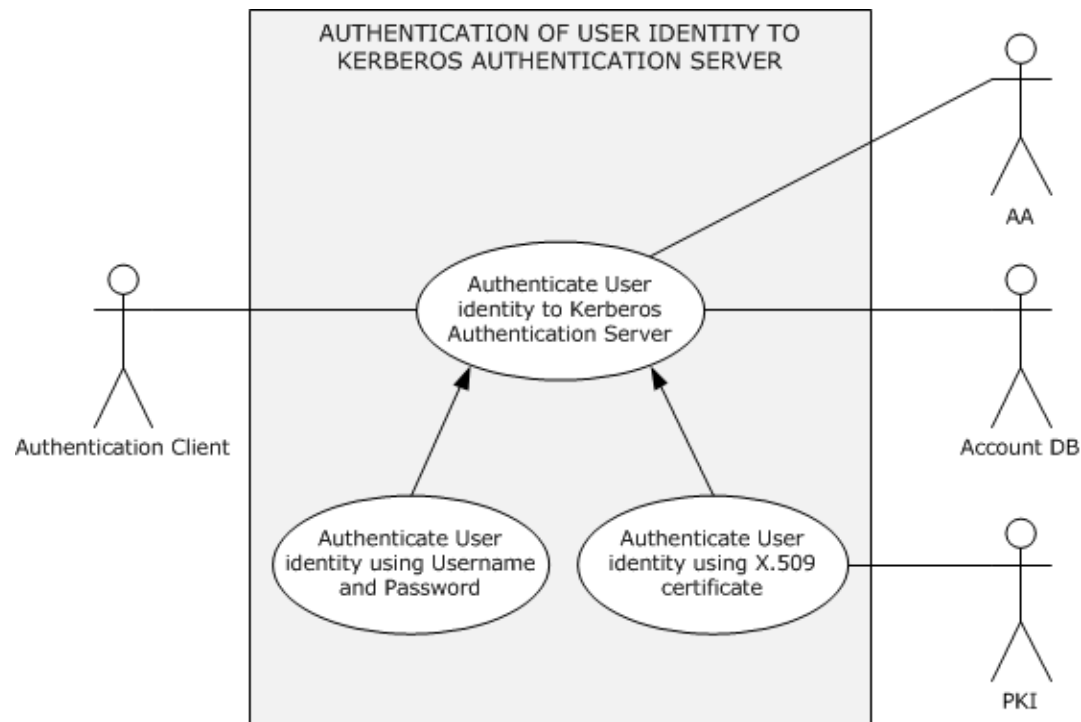 AUTHENTICATION OF USER IDENTITY TO
KERBEROS AUTHENTICATION SERVER
AA
Authenticate User
identity to Kerberos
Authentication Server
Authentication Client
Account DB
Authenticate User
identity using Username
and Password
Authenticate User
identity using X.509
certificate
PKI